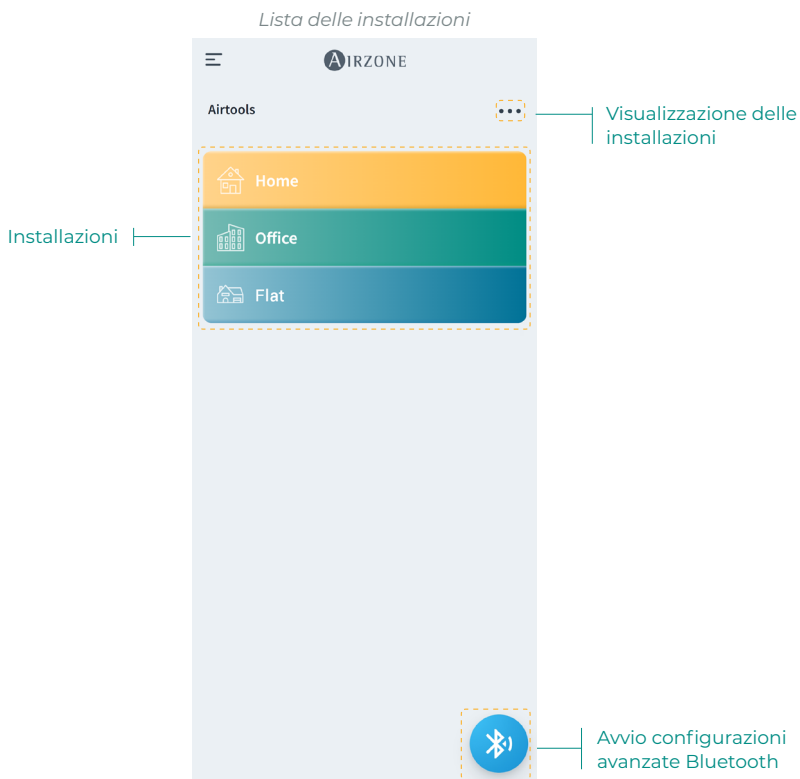 Lista delle installazioni
AIRZONE
Airtools
Visualizzazione delle
installazioni
Home
Installazioni
Office
Flat
Avvio configurazioni
avanzate Bluetooth